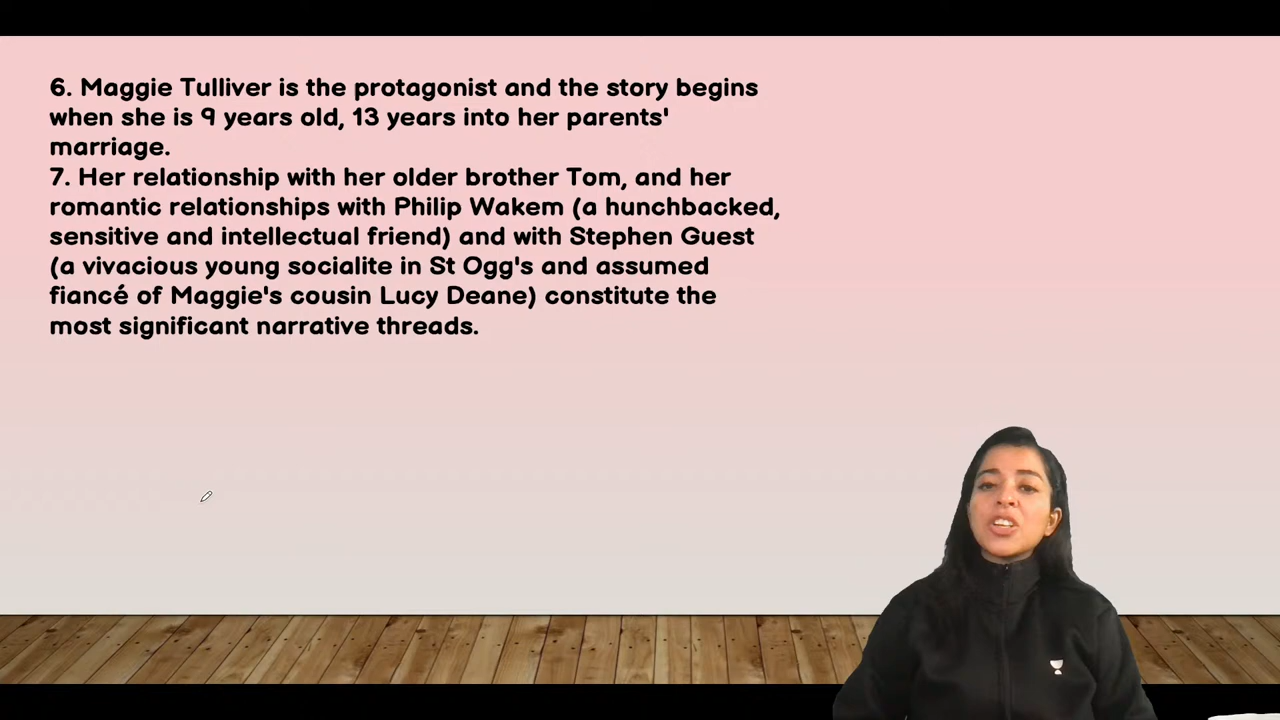 6. Maggie Tulliver is the protagonist and the story begins
when she is 9 years old, 13 years into her parents'
marriage.
7. Her relationship with her older brother Tom, and her
romantic relationships with Philip Wakem (a hunchbacked,
sensitive and intellectual friend) and with Stephen Guest
(a vivacious young socialite in St Ogg's and assumed
fiancé of Maggie's cousin Lucy Deane) constitute the
most significant narrative threads.